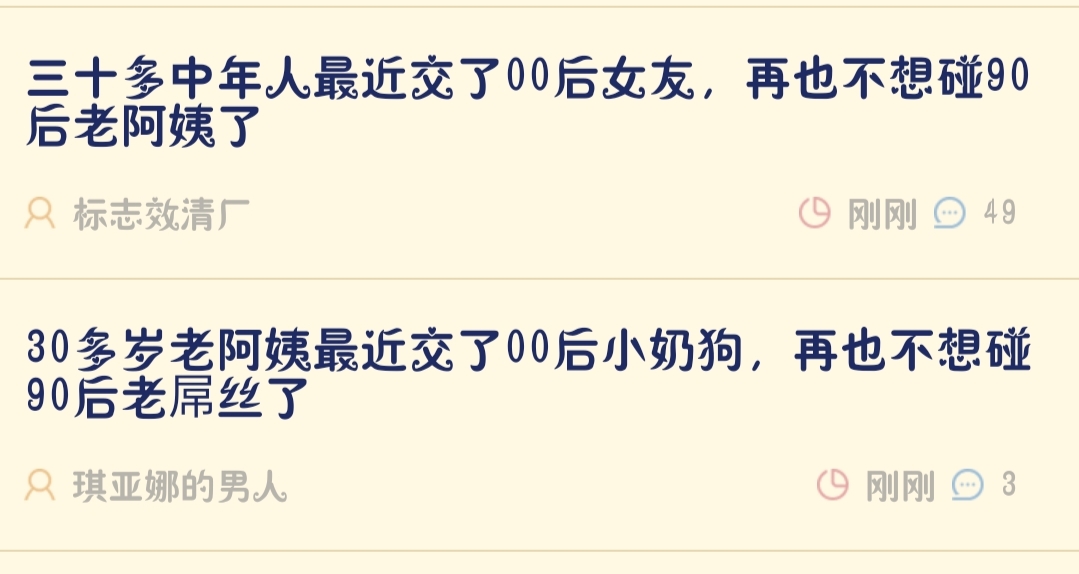 三十多中年人最近交了00后女友，再也不想碰90
后老阿姨了
标志效清厂 刚刚 49
30多岁老阿姨最近交了00后小奶狗，再也不想碰
90后老屌丝了
琪亚娜的男人 刚刚 3